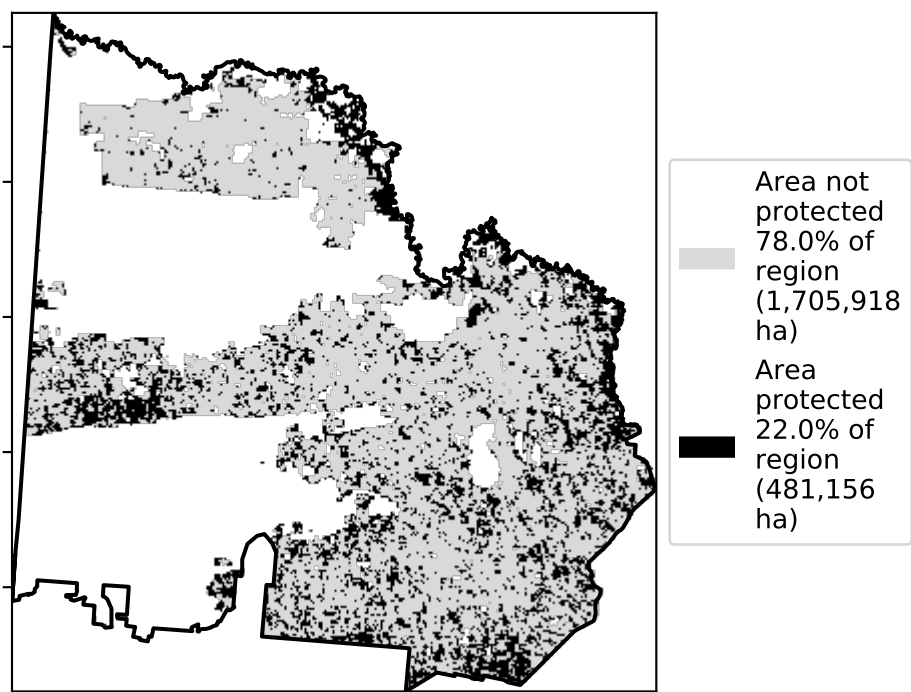 Area not
protected
78.0% of
region
(1,705,918
ha)
Area
protected
22.0% of
region
(481,156
ha)